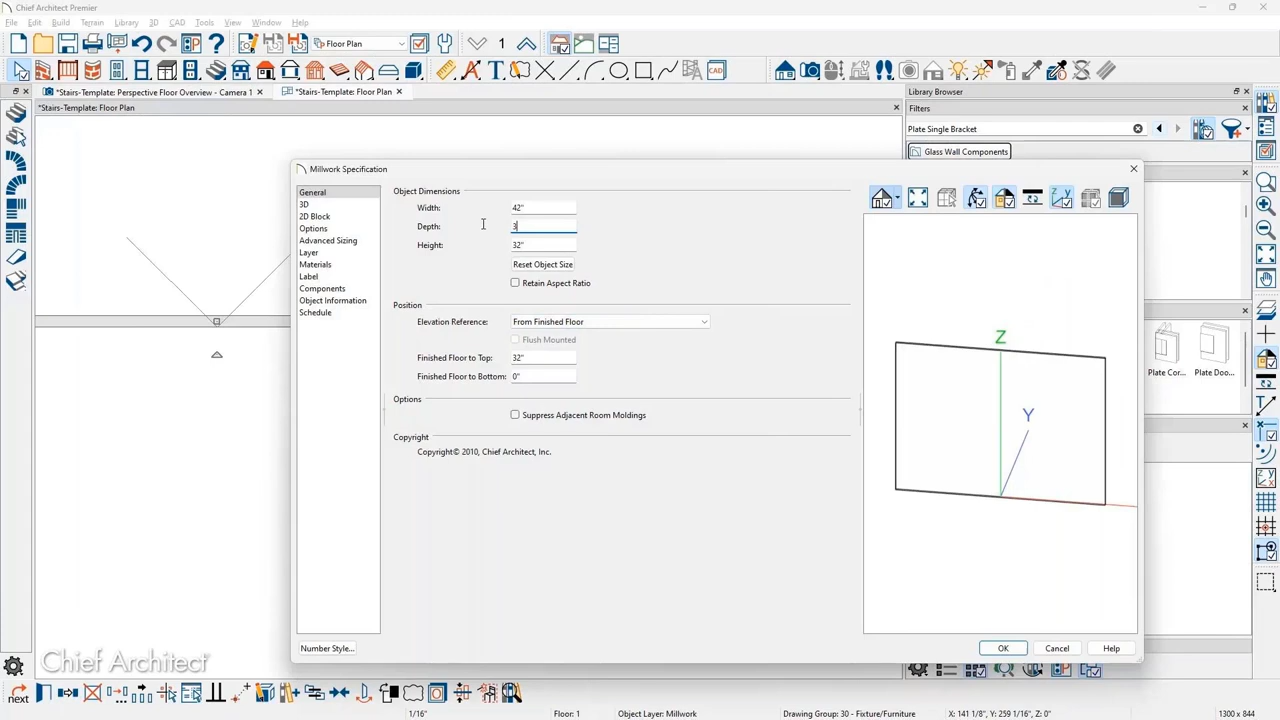 Chief Architect Premier
File Edit Build Terrain Library 3D CAD Tools View Window Help
Floor Plan 1
CAD
*Stairs-Template: Perspective Floor Overview - Camera 1 *Stairs-Template: Floor Plan
*Stairs-Template: Floor Plan
Library Browser
Filters
Plate Single Bracket
Glass Wall Components
Plate Cor... Plate Doo...
Millwork Specification
General
3D
2D Block
Options
Advanced Sizing
Layer
Materials
Label
Components
Object Information
Schedule
Object Dimensions
Width: 42"
Depth: 3
Height: 32"
Reset Object Size
Retain Aspect Ratio
Position
Elevation Reference: From Finished Floor
Flush Mounted
Finished Floor to Top: 32"
Finished Floor to Bottom: 0"
Options
Suppress Adjacent Room Moldings
Copyright
Copyright© 2010, Chief Architect, Inc.
Z
Y
Number Style...
OK Cancel Help
Chief Architect
next
1/16" Floor: 1 Object Layer: Millwork Drawing Group: 30 - Fixture/Furniture X: 141 1/8", Y: 259 1/16", Z: 0" 1300 x 844